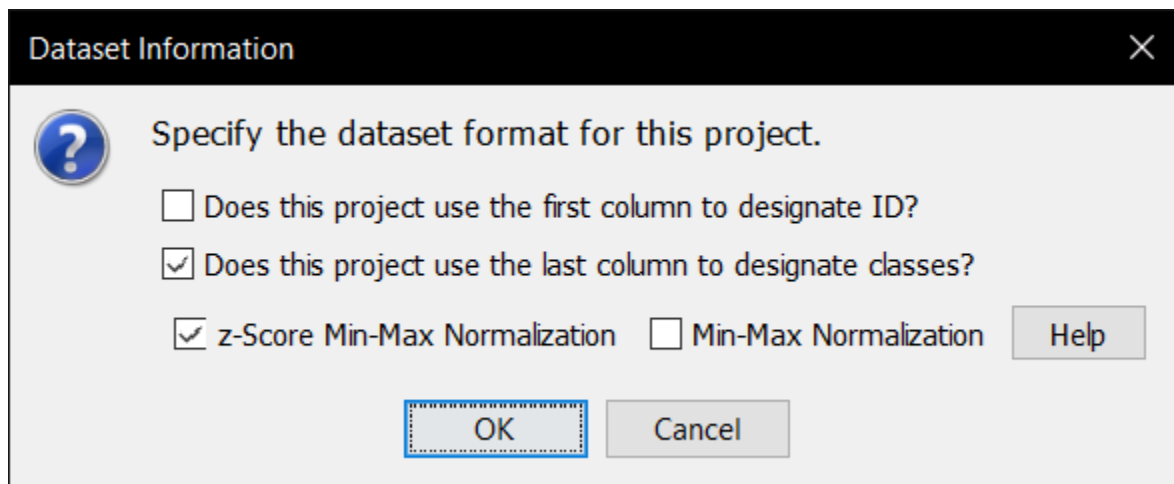 Dataset Information
Specify the dataset format for this project.
Does this project use the first column to designate ID?
Does this project use the last column to designate classes?
z-Score Min-Max Normalization Min-Max Normalization Help
OK Cancel